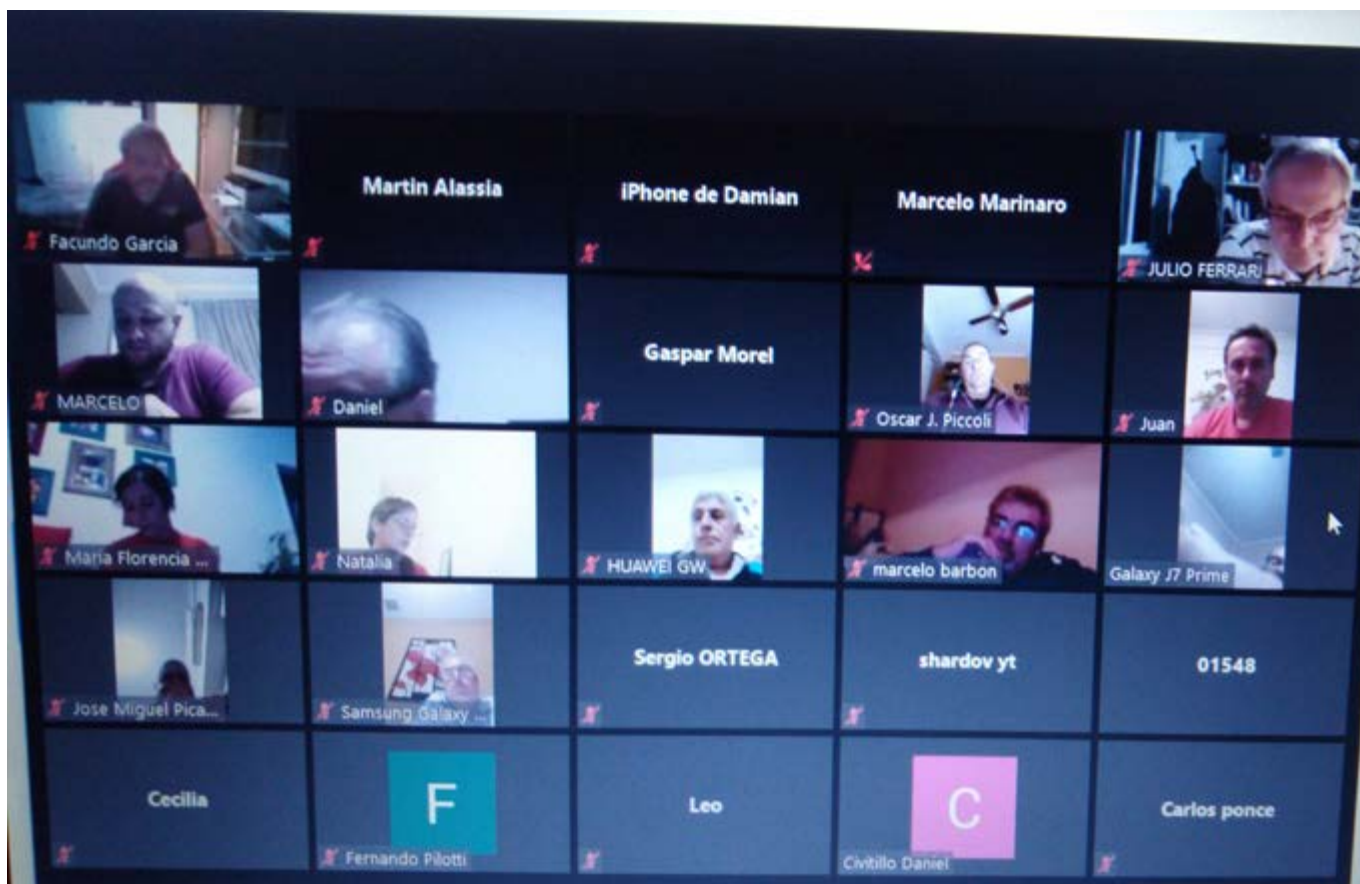 Facundo Garcia
Martin Alassia
iPhone de Damian
Marcelo Marinaro
JULIO FERRARI
MARCELO
Daniel
Gaspar Morel
Oscar J. Piccoli
Juan
Maria Florencia ...
Natalia
HUAWEI GW
marcelo barbon
Galaxy J7 Prime
Jose Miguel Pica...
Samsung Galaxy ...
Sergio ORTEGA
shardov yt
01548
Cecilia
F
Fernando Pilotti
Leo
C
Civitillo Daniel
Carlos ponce